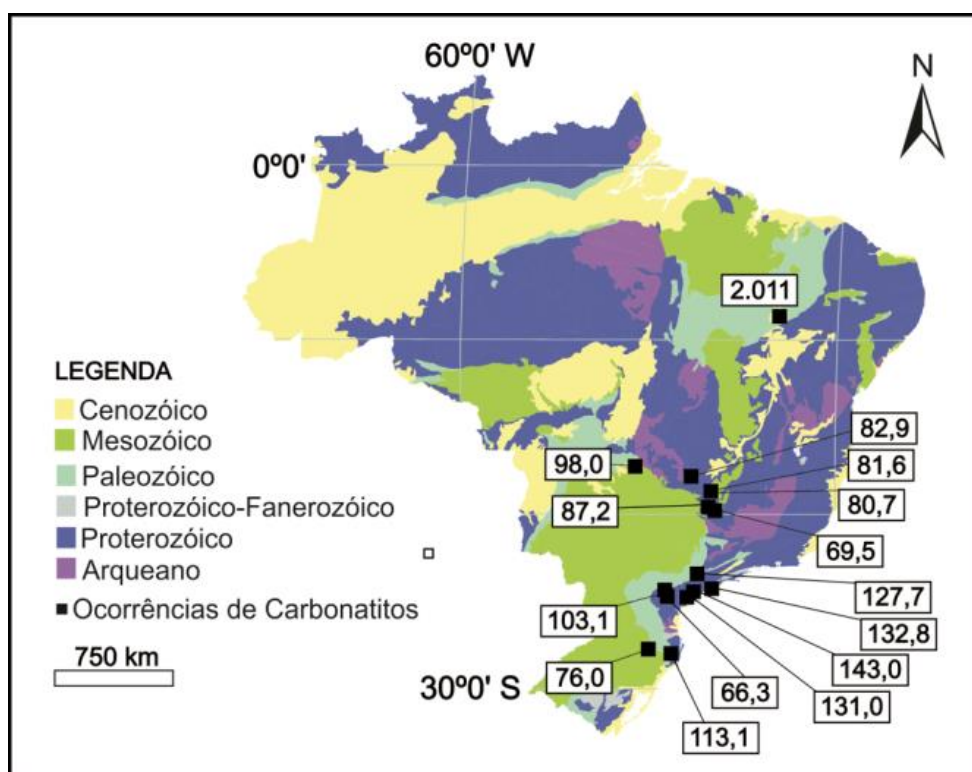 60º0' W
N
0º0'
2.011
LEGENDA
Cenozóico
Mesozóico
Paleozóico
Proterozóico-Fanerozóico
Proterozóico
Arqueano
Ocorrências de Carbonatitos
750 km
30º0' S
98,0
87,2
82,9
81,6
80,7
69,5
127,7
132,8
143,0
131,0
66,3
113,1
103,1
76,0